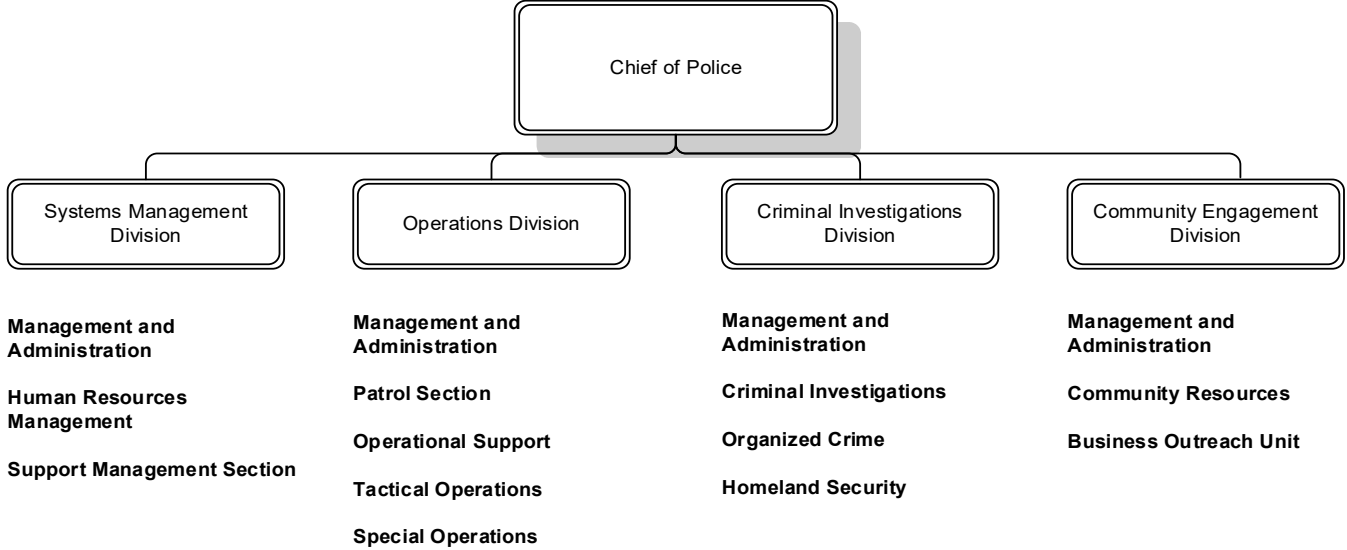 Chief of Police
Systems Management
Division
Operations Division
Criminal Investigations
Division
Community Engagement
Division
Management and
Administration
Human Resources
Management
Support Management Section
Management and
Administration
Patrol Section
Operational Support
Tactical Operations
Special Operations
Management and
Administration
Criminal Investigations
Organized Crime
Homeland Security
Management and
Administration
Community Resources
Business Outreach Unit